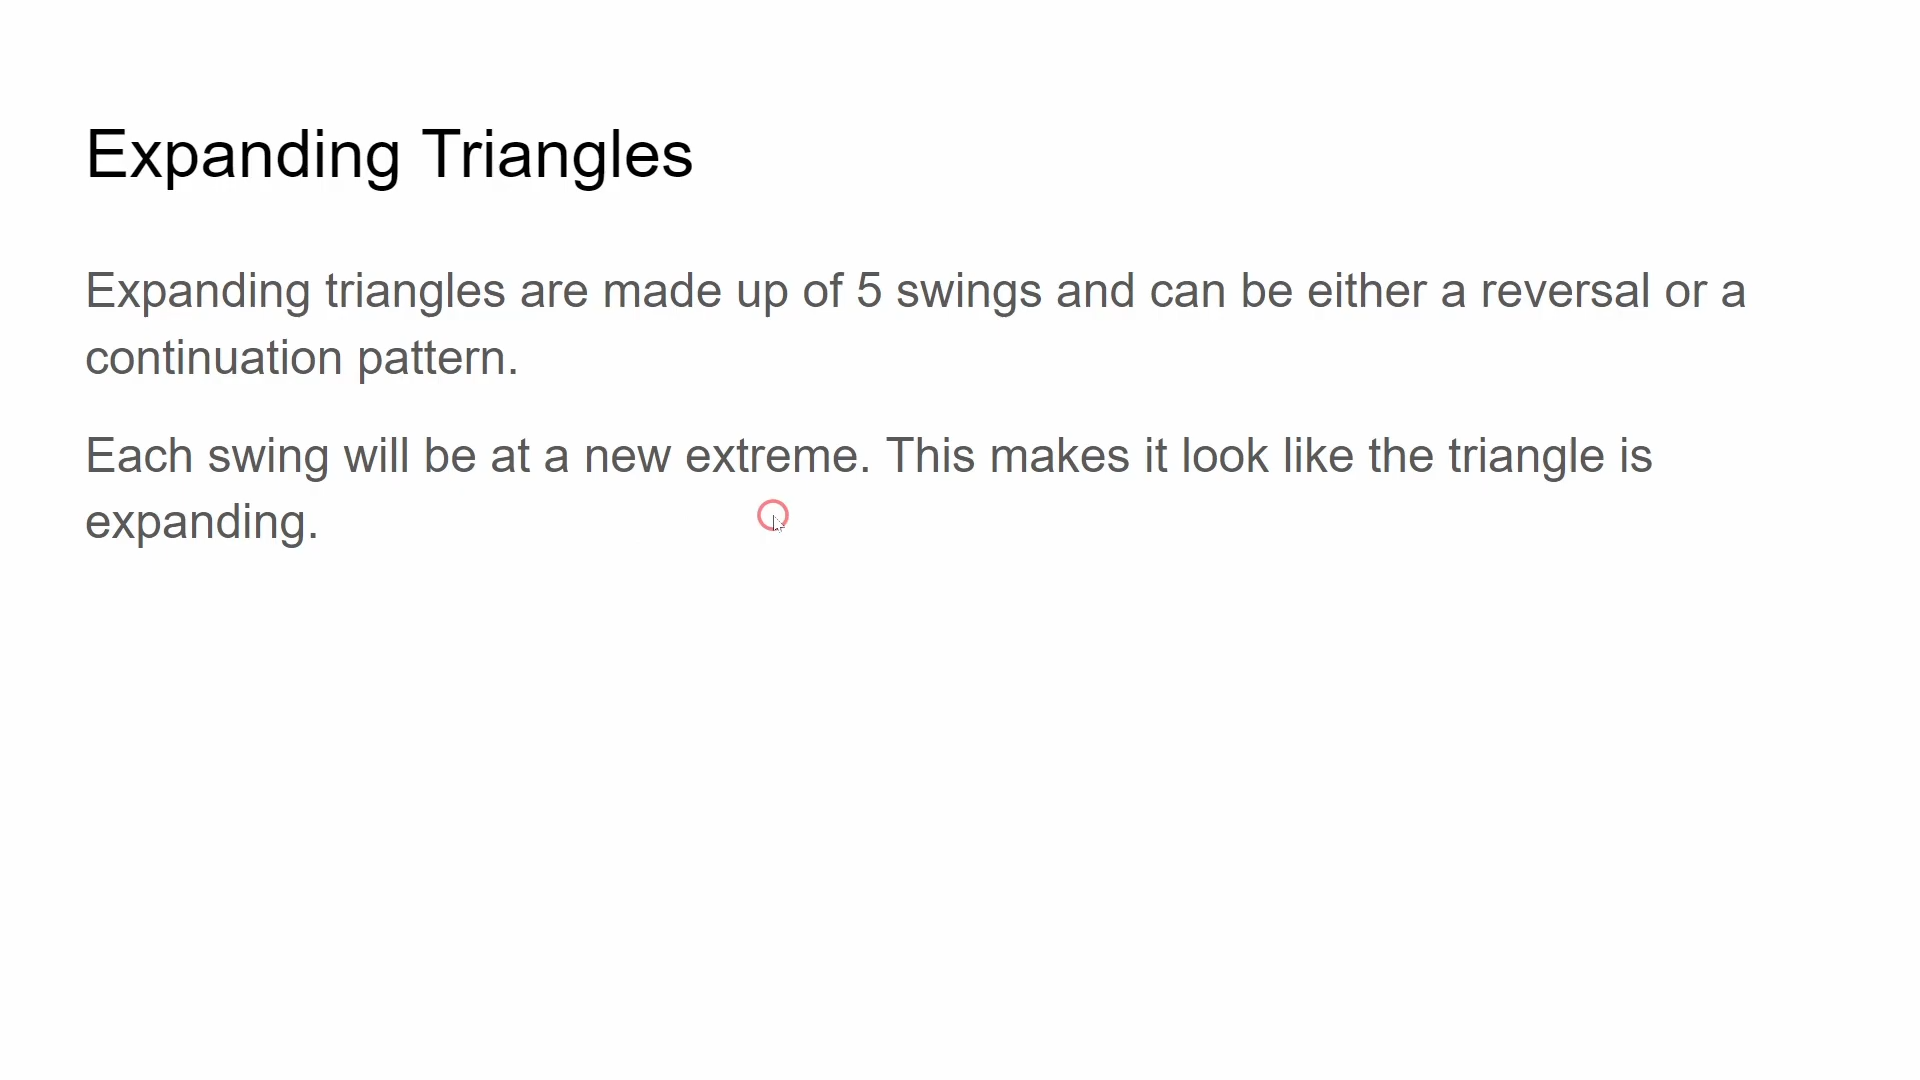 Expanding Triangles
Expanding triangles are made up of 5 swings and can be either a reversal or a
continuation pattern.
Each swing will be at a new extreme. This makes it look like the triangle is
expanding.